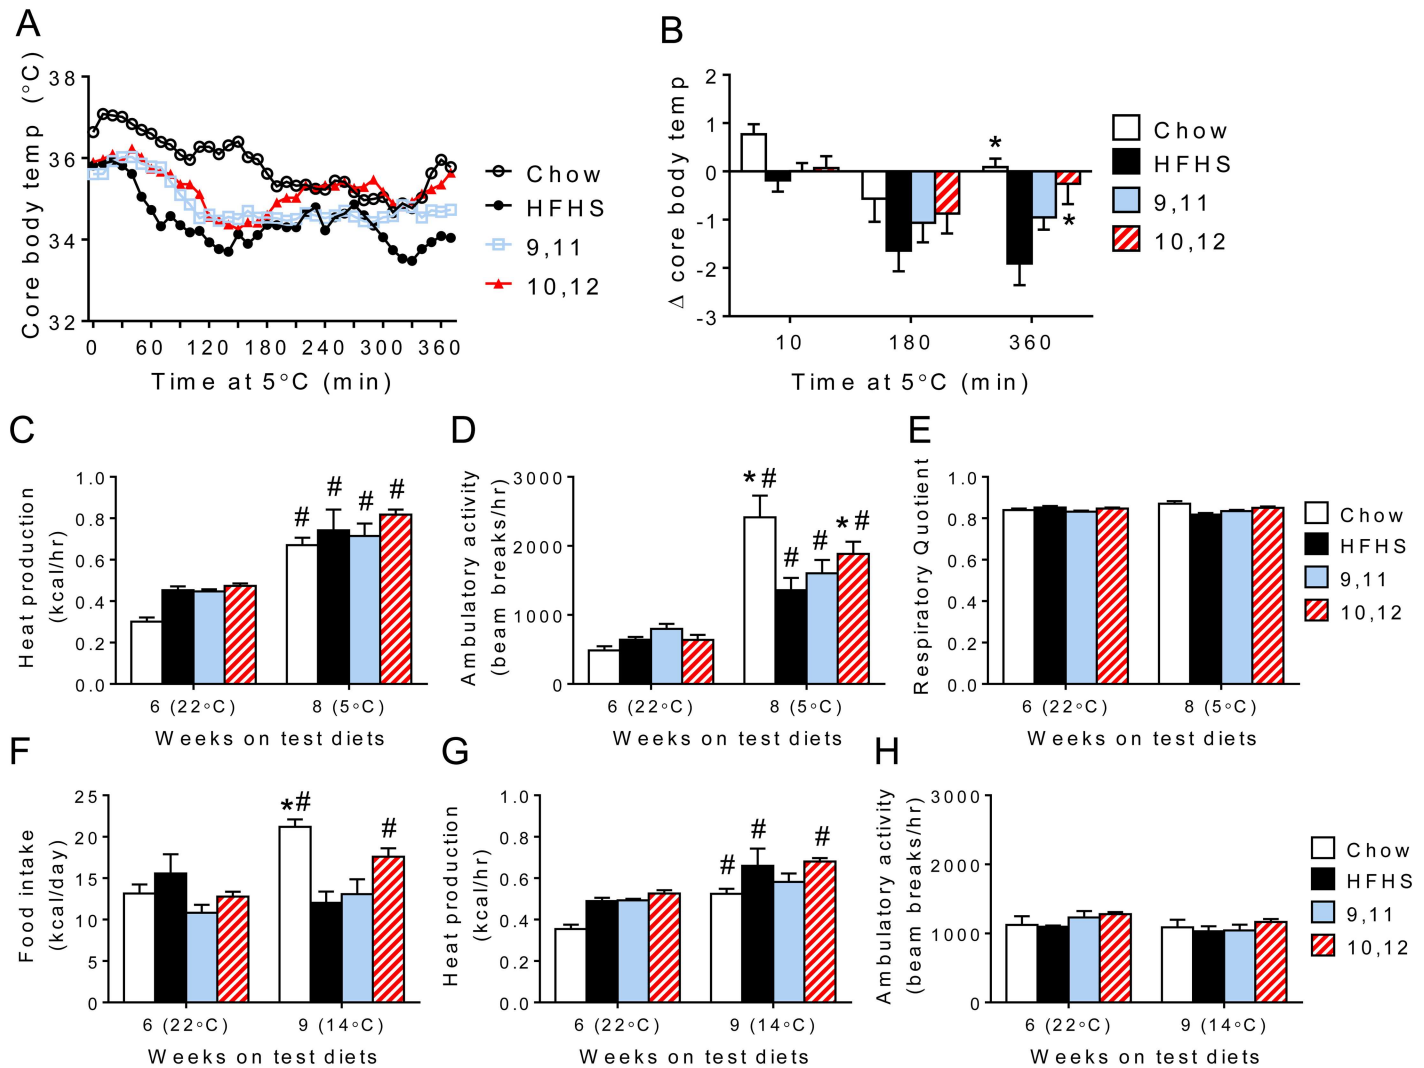 A
Core body temp (°C)
38
36
34
32
0 60 120 180 240 300 360
Time at 5°C (min)
Chow
HFHS
9,11
10,12
B
Δ core body temp
2
1
0
-1
-2
-3
*
*
10 180 360
Time at 5°C (min)
Chow
HFHS
9,11
10,12
C
Heat production
(kcal/hr)
1.0
0.8
0.6
0.4
0.2
0.0
# # # #
6 (22°C) 8 (5°C)
Weeks on test diets
D
Ambulatory activity
(beam breaks/hr)
3000
2000
1000
0
*# # # *#
6 (22°C) 8 (5°C)
Weeks on test diets
E
Respiratory Quotient
1.0
0.8
0.6
0.4
0.2
0.0
6 (22°C) 8 (5°C)
Weeks on test diets
Chow
HFHS
9,11
10,12
F
Food intake
(kcal/day)
25
20
15
10
5
0
*# #
6 (22°C) 9 (14°C)
Weeks on test diets
G
Heat production
(kcal/hr)
1.0
0.8
0.6
0.4
0.2
0.0
# # #
6 (22°C) 9 (14°C)
Weeks on test diets
H
Ambulatory activity
(beam breaks/hr)
3000
2000
1000
0
6 (22°C) 9 (14°C)
Weeks on test diets
Chow
HFHS
9,11
10,12